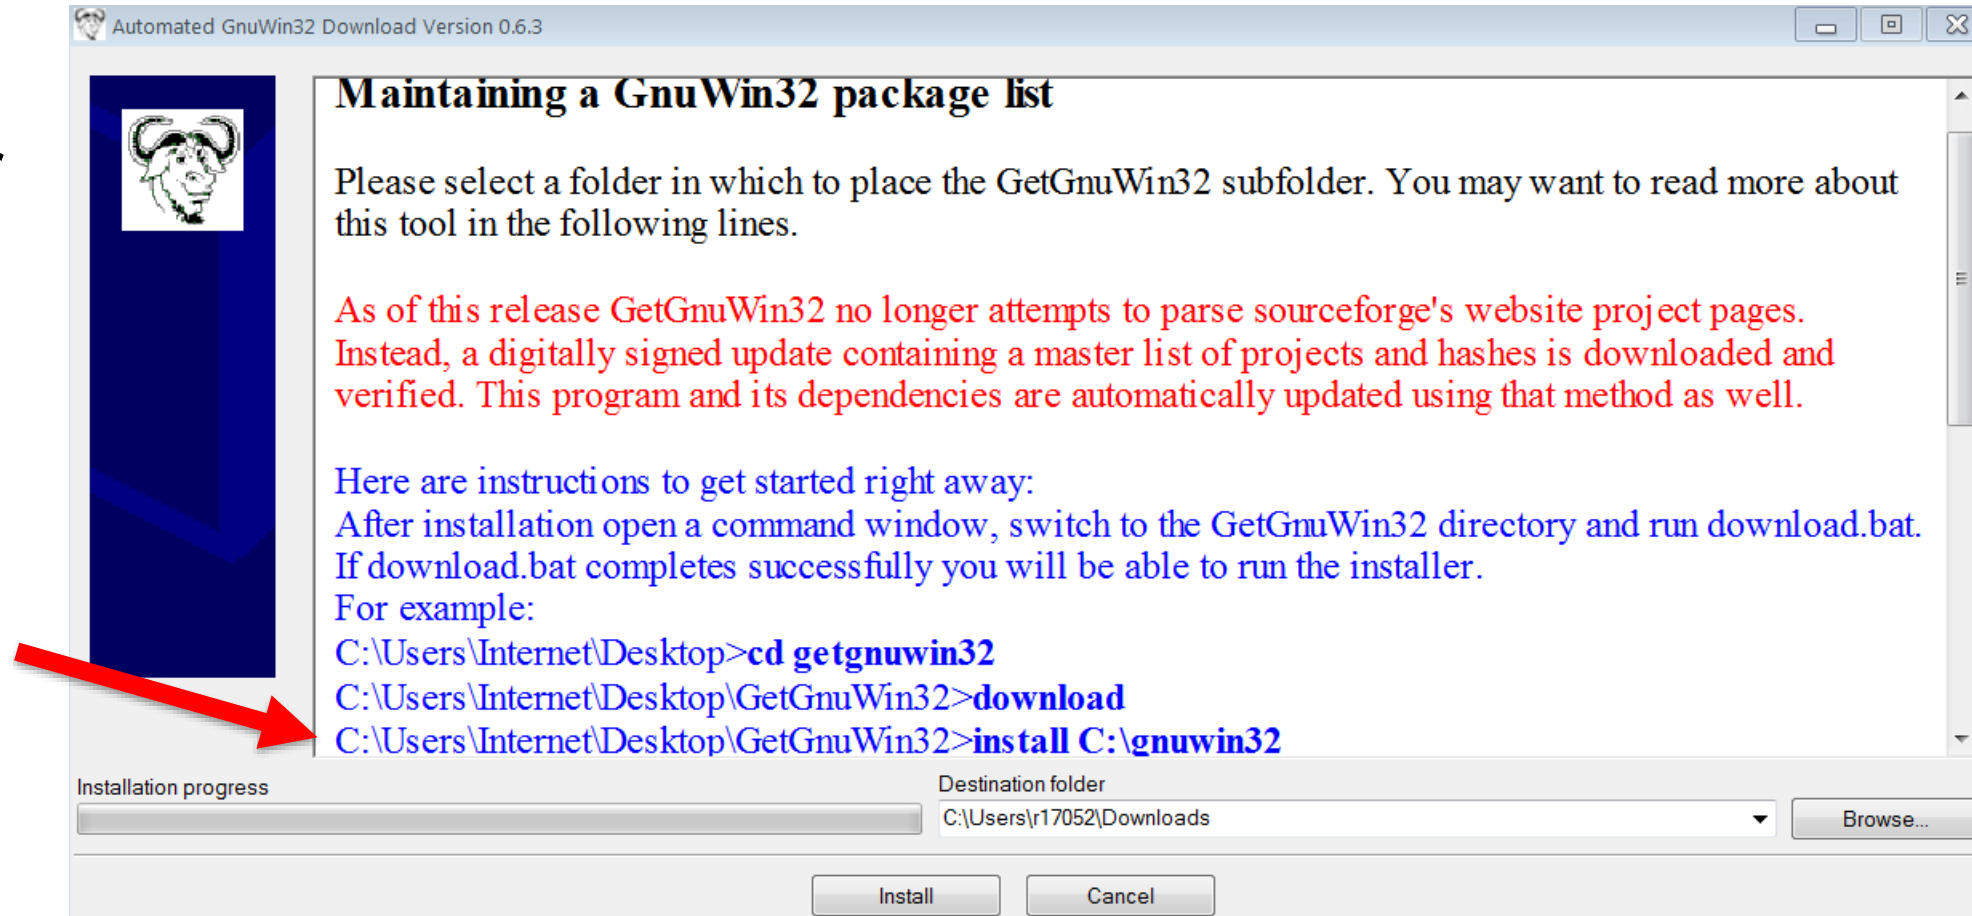 Automated GnuWin32 Download Version 0.6.3
Maintaining a GnuWin32 package list
Please select a folder in which to place the GetGnuWin32 subfolder. You may want to read more about
this tool in the following lines.
As of this release GetGnuWin32 no longer attempts to parse sourceforge's website project pages.
Instead, a digitally signed update containing a master list of projects and hashes is downloaded and
verified. This program and its dependencies are automatically updated using that method as well.
Here are instructions to get started right away:
After installation open a command window, switch to the GetGnuWin32 directory and run download.bat.
If download.bat completes successfully you will be able to run the installer.
For example:
C:\Users\Internet\Desktop>cd getgnuwin32
C:\Users\Internet\Desktop\GetGnuWin32>download
C:\Users\Internet\Desktop\GetGnuWin32>install C:\gnuwin32
Installation progress
Destination folder
C:\Users\r17052\Downloads
Browse...
Install
Cancel